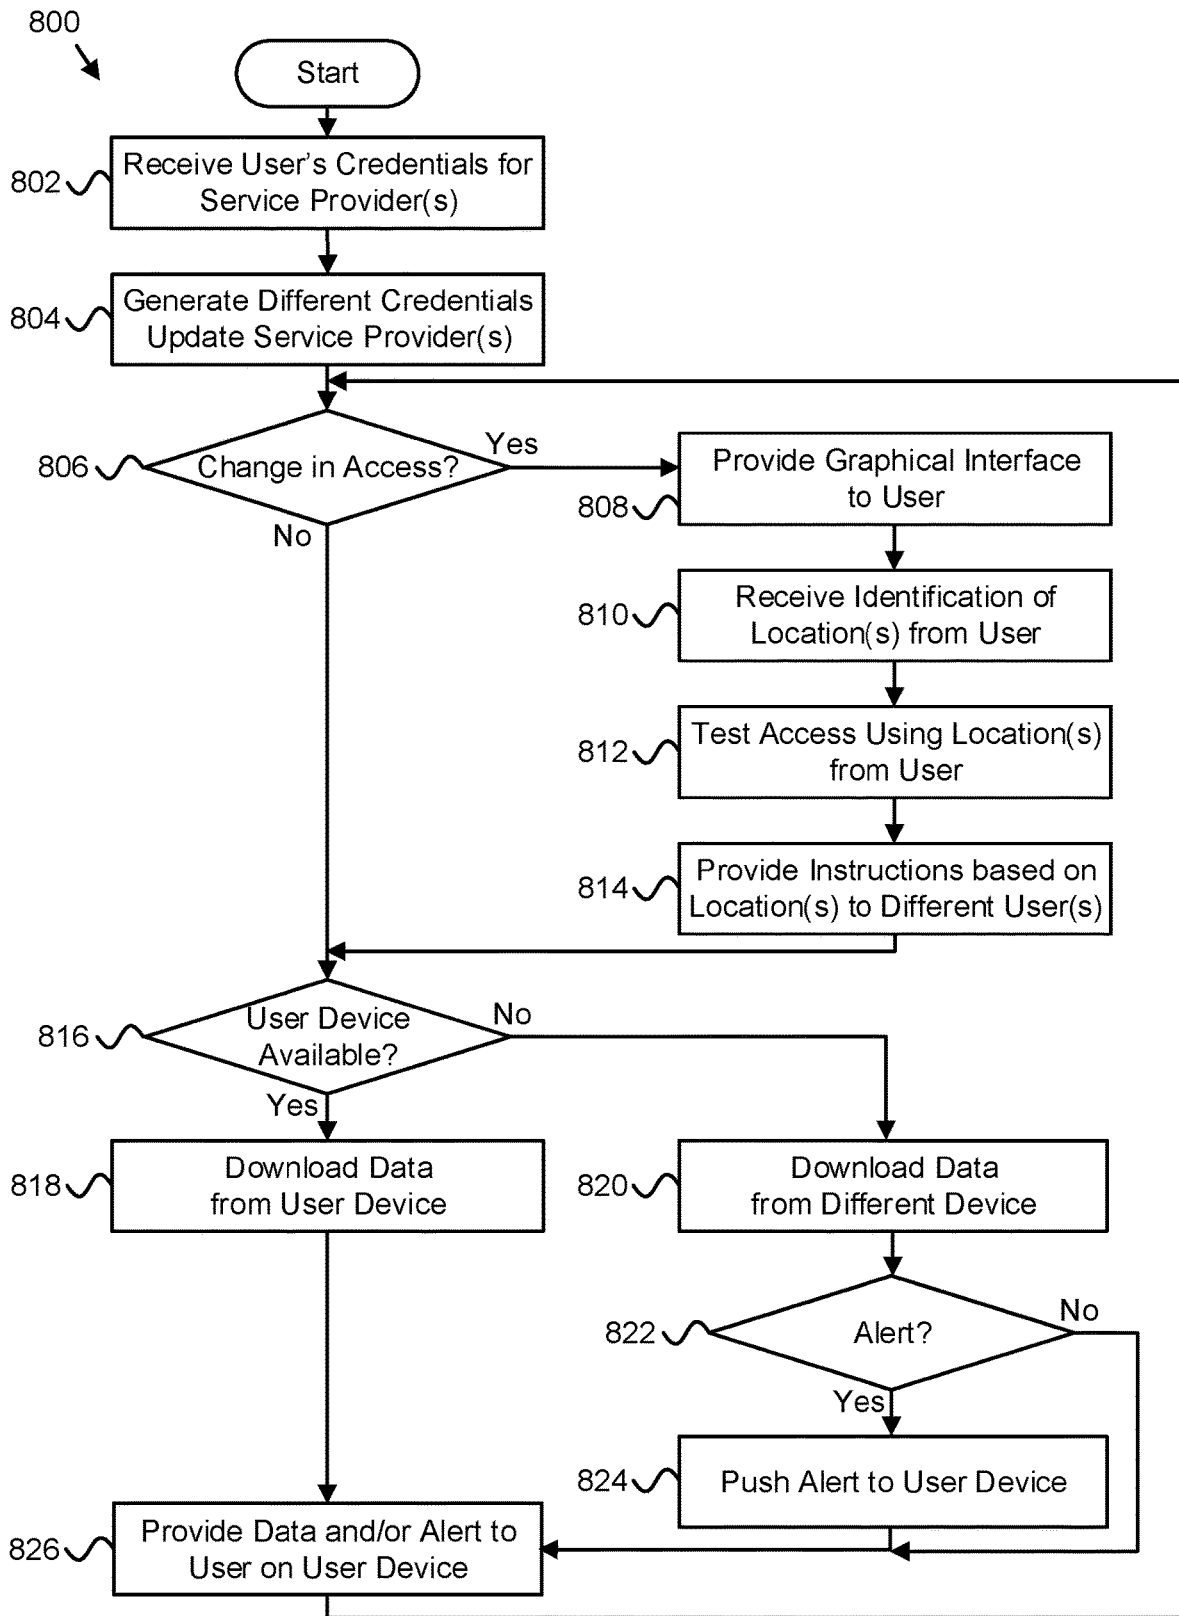 800
Start
802
Receive User's Credentials for
Service Provider(s)
804
Generate Different Credentials
Update Service Provider(s)
806
Change in Access?
Yes
No
808
Provide Graphical Interface
to User
810
Receive Identification of
Location(s) from User
812
Test Access Using Location(s)
from User
814
Provide Instructions based on
Location(s) to Different User(s)
816
User Device
Available?
No
Yes
818
Download Data
from User Device
820
Download Data
from Different Device
822
Alert?
No
Yes
824
Push Alert to User Device
826
Provide Data and/or Alert to
User on User Device